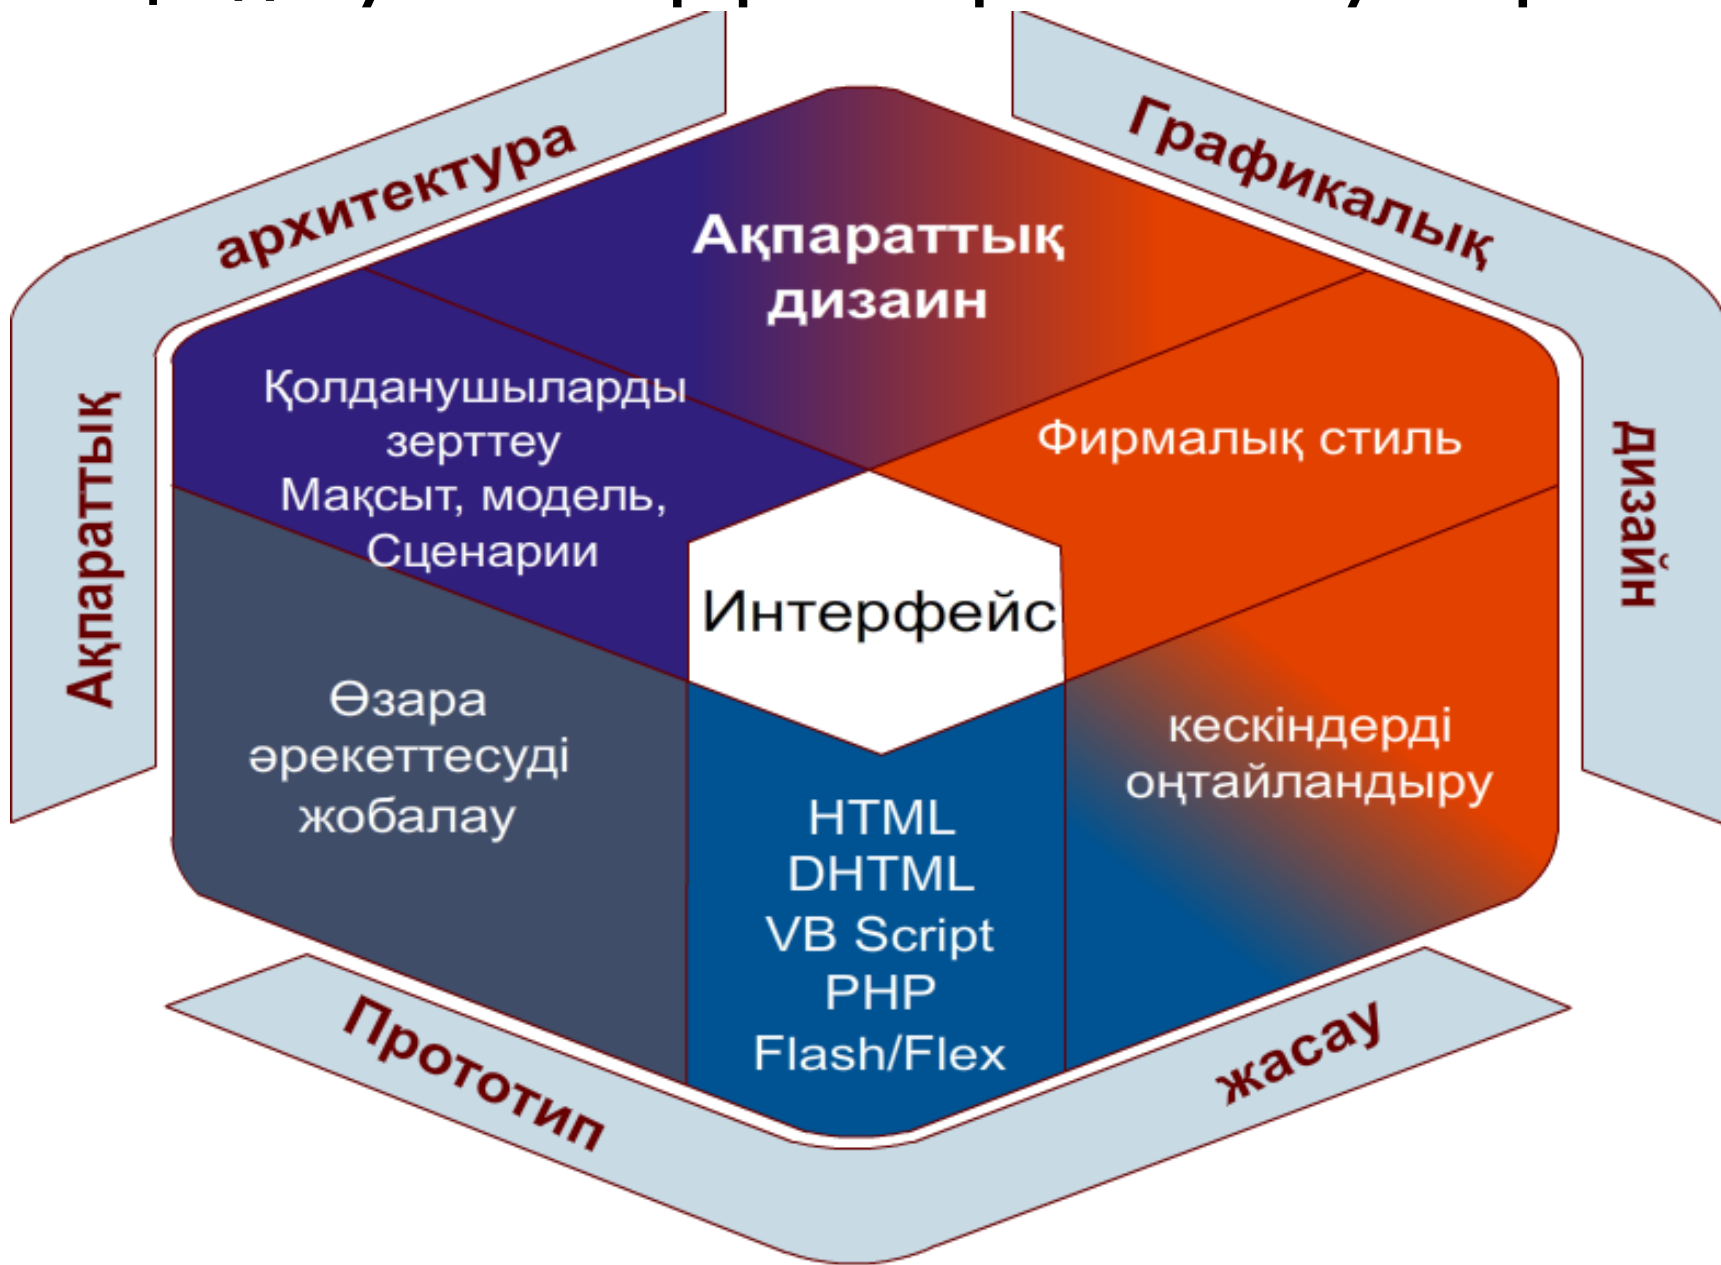 Ақпараттық
архитектура
Графикалық
дизайн
Ақпараттық
дизаин
Қолданушыларды
зерттеу
Мақсыт, модель,
Сценарии
Фирмалық стиль
Интерфейс
Өзара
әрекеттесуді
жобалау
HTML
DHTML
VB Script
PHP
Flash/Flex
кескіндерді
оңтайландыру
Прототип
жасау